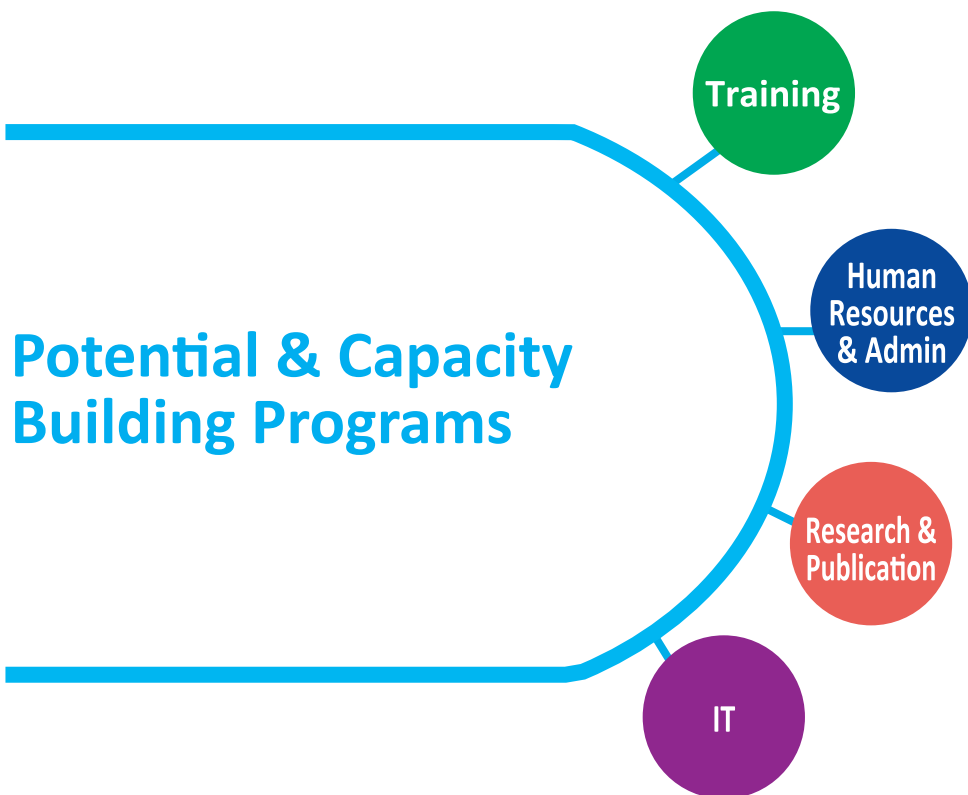 Training
Human
Resources
& Admin
Potential & Capacity
Building Programs
Research &
Publication
IT